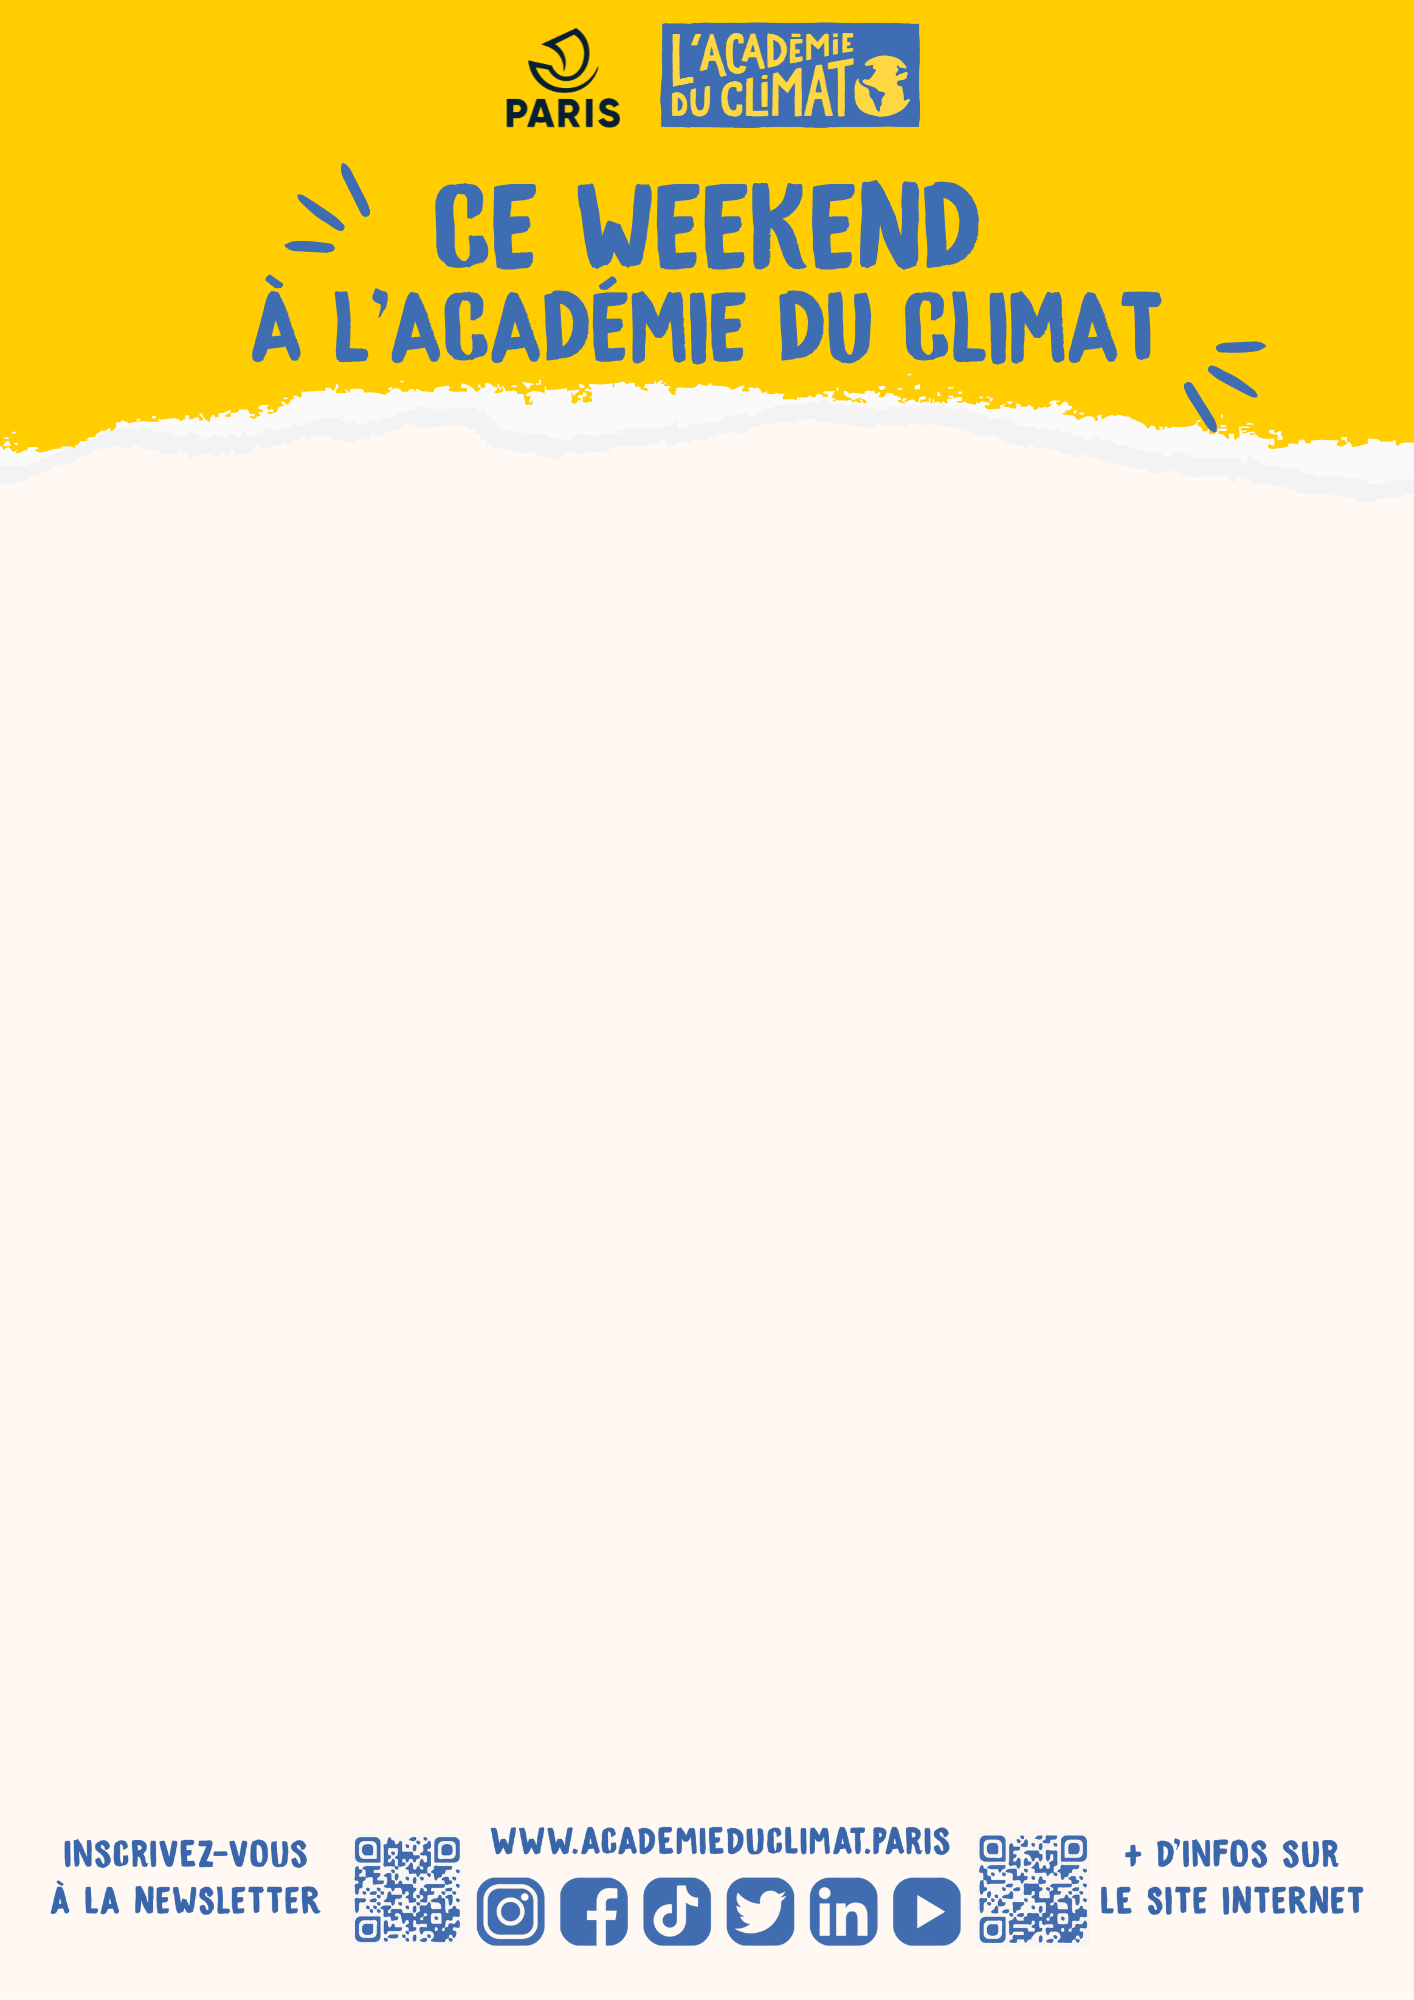 PARIS
L'ACADÉMiE
DU CLiMAT
CE WEEKEND
À L'ACADÉMIE DU CLIMAT
INSCRIVEZ-VOUS
À LA NEWSLETTER
WWW.ACADEMIEDUCLIMAT.PARIS
in
+ D'INFOS SUR
LE SITE INTERNET